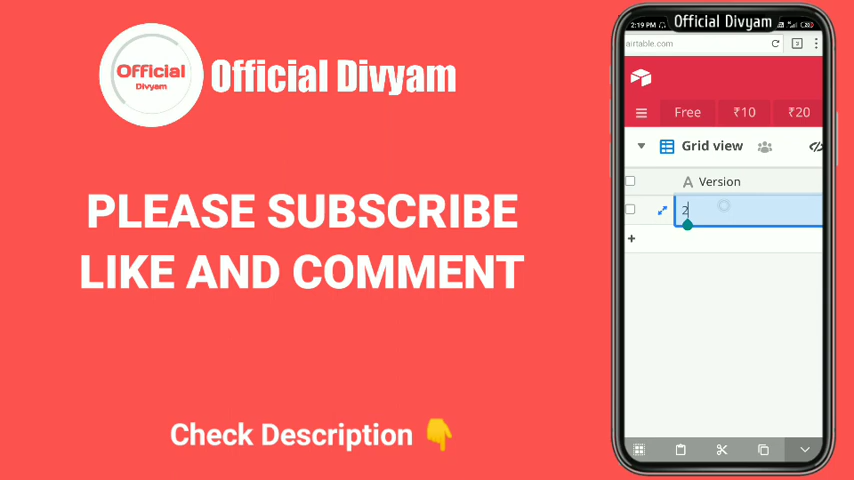 Official
Divyam
Official Divyam
PLEASE SUBSCRIBE
LIKE AND COMMENT
Check Description 👇
2:19 PM
Official Divyam
airtable.com
Free
₹10
₹20
Grid view
Version
2